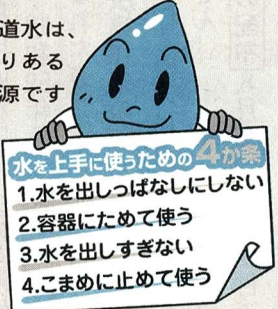 道水は、
りある
源です
水を上手に使うための4か条
1.水を出しっぱなしにしない
2.容器にためて使う
3.水を出しすぎない
4.こまめに止めて使う